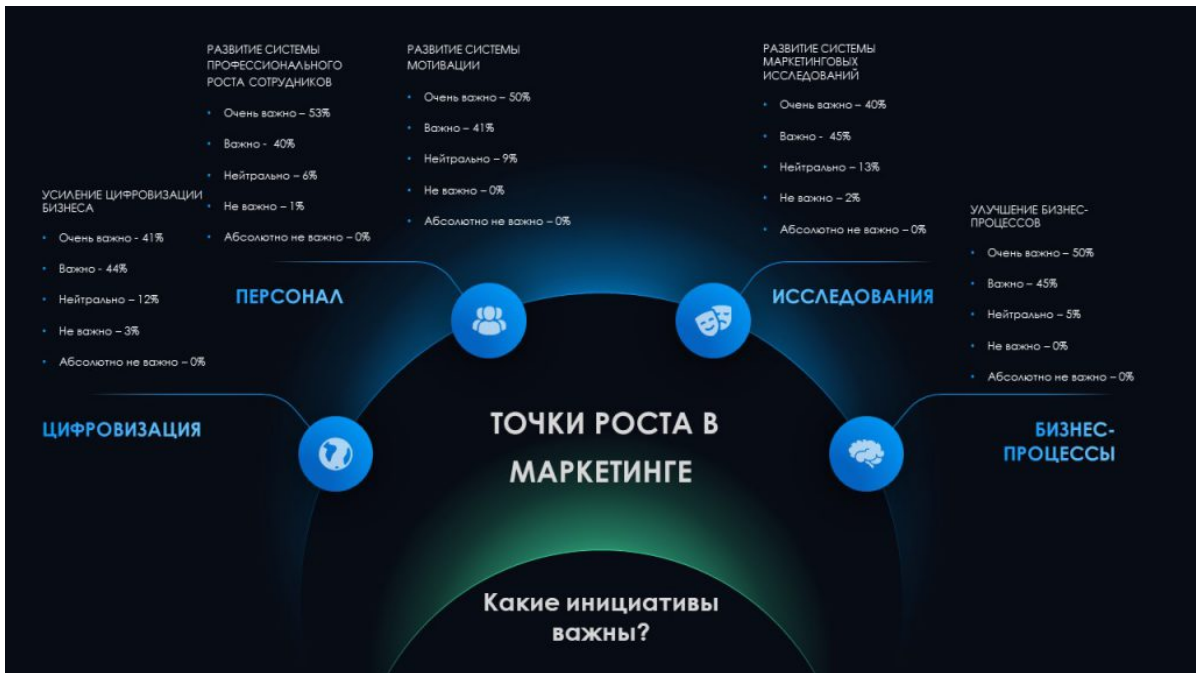 РАЗВИТИЕ СИСТЕМЫ
ПРОФЕССИОНАЛЬНОГО
РОСТА СОТРУДНИКОВ
• Очень важно – 53%
• Важно - 40%
• Нейтрально – 6%
• Не важно – 1%
• Абсолютно не важно – 0%
РАЗВИТИЕ СИСТЕМЫ
МОТИВАЦИИ
• Очень важно – 50%
• Важно – 41%
• Нейтрально – 9%
• Не важно – 0%
• Абсолютно не важно – 0%
РАЗВИТИЕ СИСТЕМЫ
МАРКЕТИНГОВЫХ
ИССЛЕДОВАНИЙ
• Очень важно – 40%
• Важно - 45%
• Нейтрально – 13%
• Не важно – 2%
• Абсолютно не важно – 0%
УСИЛЕНИЕ ЦИФРОВИЗАЦИИ
БИЗНЕСА
• Очень важно - 41%
• Важно - 44%
• Нейтрально – 12%
• Не важно – 3%
• Абсолютно не важно – 0%
УЛУЧШЕНИЕ БИЗНЕС-
ПРОЦЕССОВ
• Очень важно – 50%
• Важно – 45%
• Нейтрально – 5%
• Не важно – 0%
• Абсолютно не важно – 0%
ПЕРСОНАЛ
ИССЛЕДОВАНИЯ
ЦИФРОВИЗАЦИЯ
БИЗНЕС-
ПРОЦЕССЫ
ТОЧКИ РОСТА В
МАРКЕТИНГЕ
Какие инициативы
важны?